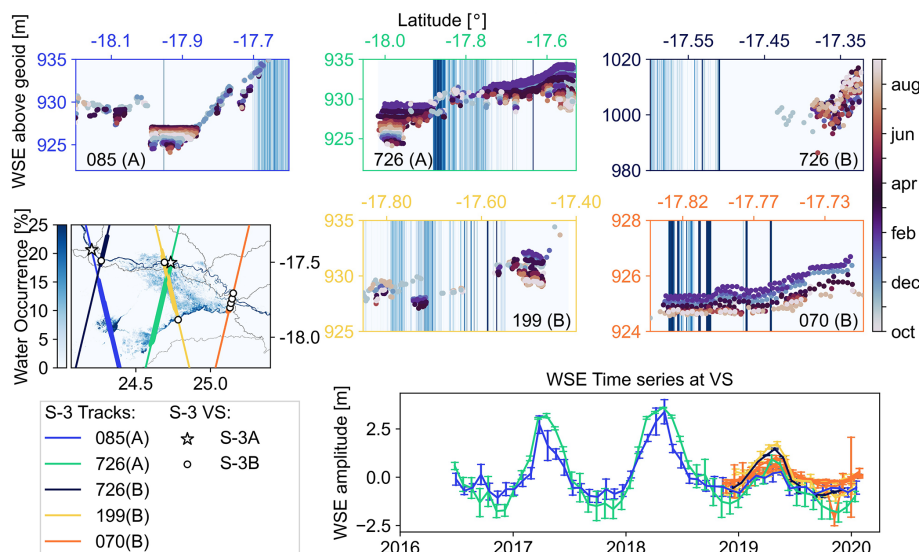 Latitude [°]
-18.1 -17.9 -17.7
-18.0 -17.8 -17.6
-17.55 -17.45 -17.35
WSE above geoid [m]
935
930
925
085 (A)
935
930
925
726 (A)
1020
1000
980
726 (B)
aug
jun
apr
feb
dec
oct
-17.80 -17.60 -17.40
-17.82 -17.77 -17.73
935
930
925
199 (B)
928
926
924
070 (B)
Water Occurrence [%]
25
20
15
10
5
0
-17.5
-18.0
24.5 25.0
S-3 Tracks: S-3 VS:
085(A) S-3A
726(A) S-3B
726(B)
199(B)
070(B)
WSE Time series at VS
WSE amplitude [m]
2.5
0.0
−2.5
2016 2017 2018 2019 2020